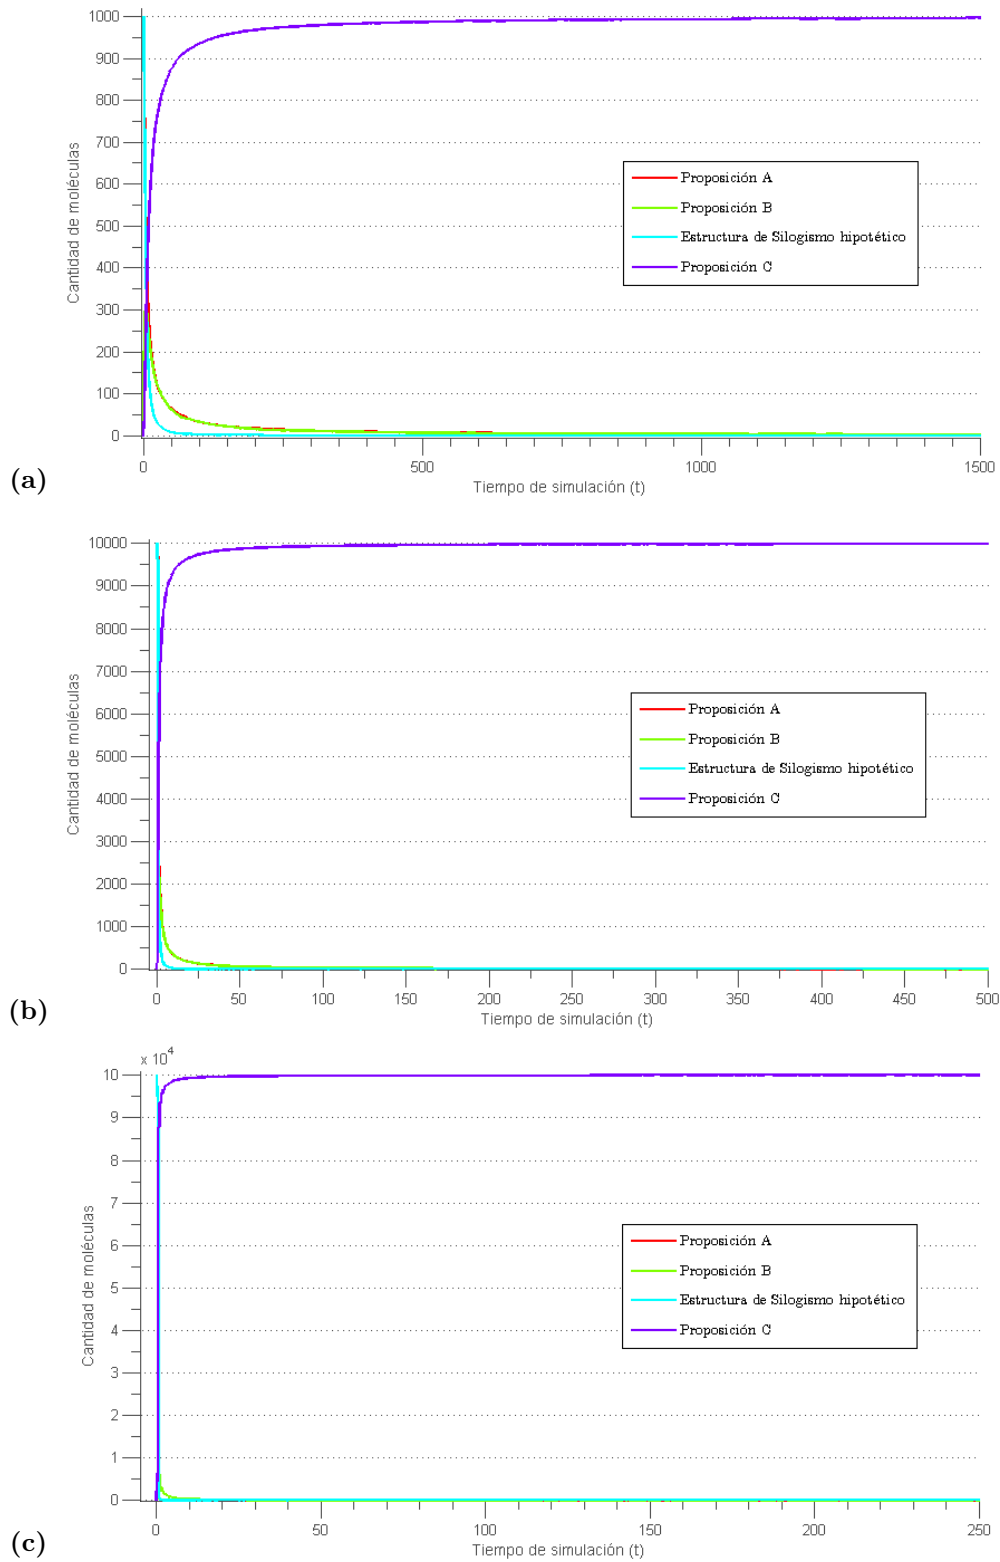 1000
900
800
700
600
500
400
300
200
100
0
Cantidad de moléculas
Proposición A
Proposición B
Estructura de Silogismo hipotético
Proposición C
0 500 1000 1500
Tiempo de simulación (t)
(a)
10000
9000
8000
7000
6000
5000
4000
3000
2000
1000
0
Cantidad de moléculas
Proposición A
Proposición B
Estructura de Silogismo hipotético
Proposición C
0 50 100 150 200 250 300 350 400 450 500
Tiempo de simulación (t)
(b)
x 10^4
10
9
8
7
6
5
4
3
2
1
0
Cantidad de moléculas
Proposición A
Proposición B
Estructura de Silogismo hipotético
Proposición C
0 50 100 150 200 250
Tiempo de simulación (t)
(c)